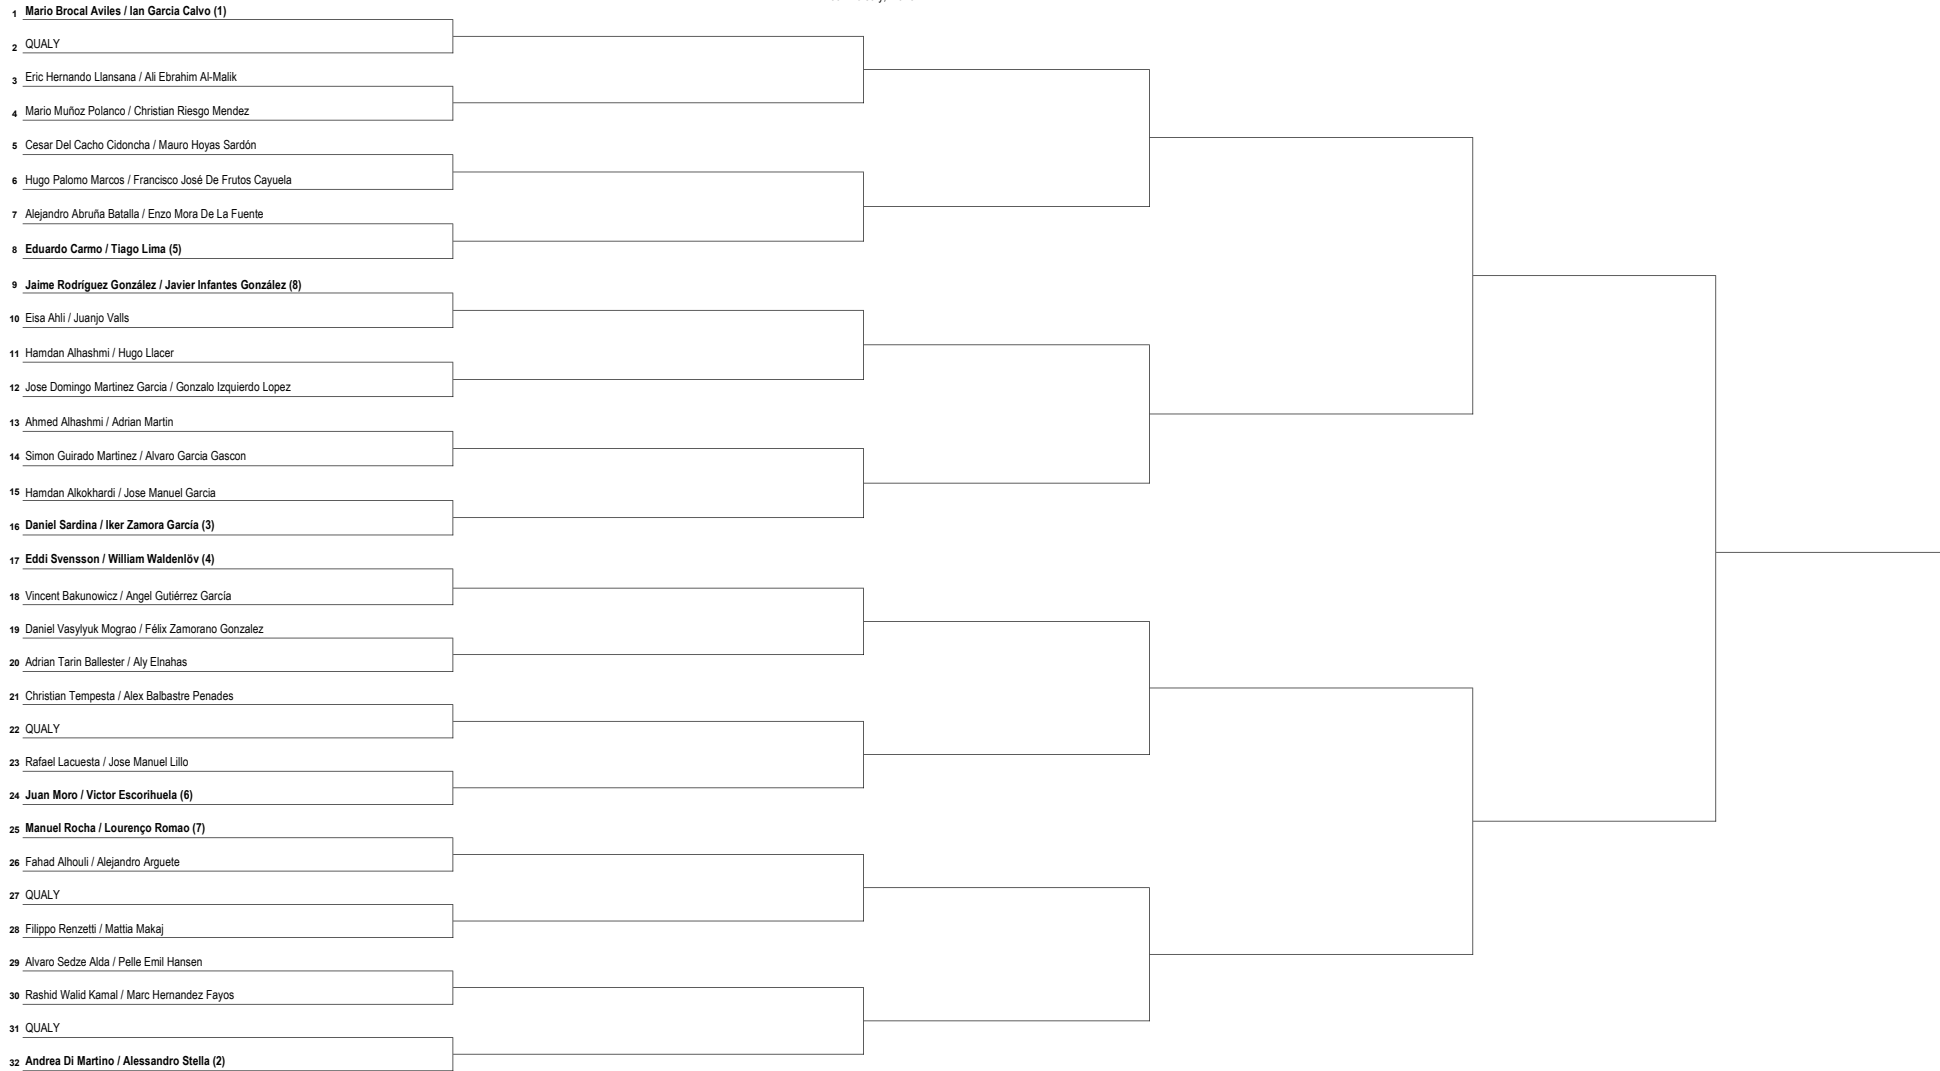 1 Mario Brocal Aviles / Ian Garcia Calvo (1)
2 QUALY
3 Eric Hernando Llansana / Ali Ebrahim Al-Malik
4 Mario Muñoz Polanco / Christian Riesgo Mendez
5 Cesar Del Cacho Cidoncha / Mauro Hoyas Sardón
6 Hugo Palomo Marcos / Francisco José De Frutos Cayuela
7 Alejandro Abruña Batalla / Enzo Mora De La Fuente
8 Eduardo Carmo / Tiago Lima (5)
9 Jaime Rodríguez González / Javier Infantes González (8)
10 Eisa Ahli / Juanjo Valls
11 Hamdan Alhashmi / Hugo Llacer
12 Jose Domingo Martinez Garcia / Gonzalo Izquierdo Lopez
13 Ahmed Alhashmi / Adrian Martin
14 Simon Guirado Martinez / Alvaro Garcia Gascon
15 Hamdan Alkokhardi / Jose Manuel Garcia
16 Daniel Sardina / Iker Zamora García (3)
17 Eddi Svensson / William Waldenlöv (4)
18 Vincent Bakunowicz / Angel Gutiérrez García
19 Daniel Vasylyuk Mograo / Félix Zamorano Gonzalez
20 Adrian Tarin Ballester / Aly Elnahas
21 Christian Tempesta / Alex Balbastre Penades
22 QUALY
23 Rafael Lacuesta / Jose Manuel Lillo
24 Juan Moro / Victor Escorihuela (6)
25 Manuel Rocha / Lourenço Romao (7)
26 Fahad Alhouli / Alejandro Arguete
27 QUALY
28 Filippo Renzetti / Mattia Makaj
29 Alvaro Sedze Alda / Pelle Emil Hansen
30 Rashid Walid Kamal / Marc Hernandez Fayos
31 QUALY
32 Andrea Di Martino / Alessandro Stella (2)